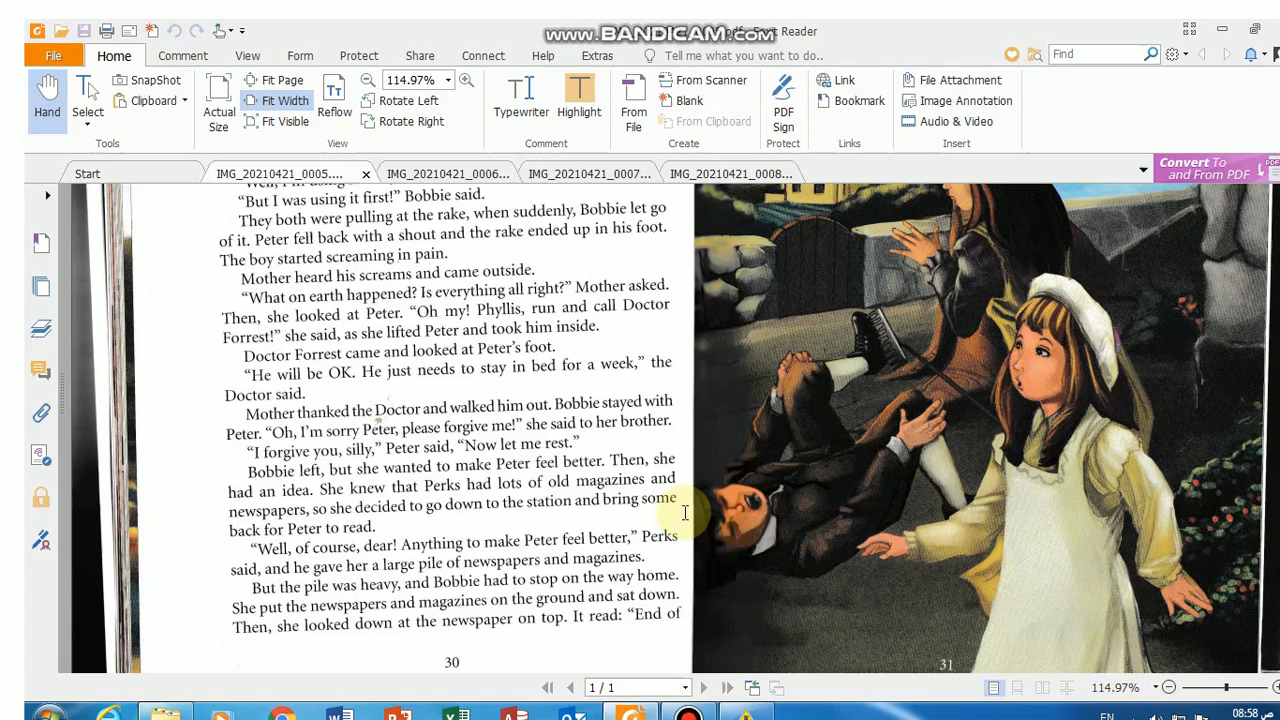 www.BANDICAM.com
Reader
File
Home
Comment
View
Form
Protect
Share
Connect
Help
Extras
Tell me what you want to do..
Find
Hand
Select
SnapShot
Clipboard
Tools
Actual Size
Fit Page
Fit Width
Fit Visible
Reflow
114.97%
Rotate Left
Rotate Right
View
Typewriter
Highlight
Comment
From File
From Scanner
Blank
From Clipboard
Create
PDF Sign
Protect
Link
Bookmark
Links
File Attachment
Image Annotation
Audio & Video
Insert
Start
IMG_20210421_0005....
IMG_20210421_0006...
IMG_20210421_0007...
IMG_20210421_0008...
Convert To
and From PDF
"But I was using it first!" Bobbie said.
They both were pulling at the rake, when suddenly, Bobbie let go
of it. Peter fell back with a shout and the rake ended up in his foot.
The boy started screaming in pain.
Mother heard his screams and came outside.
"What on earth happened? Is everything all right?" Mother asked.
Then, she looked at Peter. "Oh my! Phyllis, run and call Doctor
Forrest!" she said, as she lifted Peter and took him inside.
Doctor Forrest came and looked at Peter's foot.
"He will be OK. He just needs to stay in bed for a week," the
Doctor said.
Mother thanked the Doctor and walked him out. Bobbie stayed with
Peter. "Oh, I'm sorry Peter, please forgive me!" she said to her brother.
"I forgive you, silly," Peter said, "Now let me rest."
Bobbie left, but she wanted to make Peter feel better. Then, she
had an idea. She knew that Perks had lots of old magazines and
newspapers, so she decided to go down to the station and bring some
back for Peter to read.
"Well, of course, dear! Anything to make Peter feel better," Perks
said, and he gave her a large pile of newspapers and magazines.
But the pile was heavy, and Bobbie had to stop on the way home.
She put the newspapers and magazines on the ground and sat down.
Then, she looked down at the newspaper on top. It read: "End of
30
31
1 / 1
114.97%
EN
08:58 ص